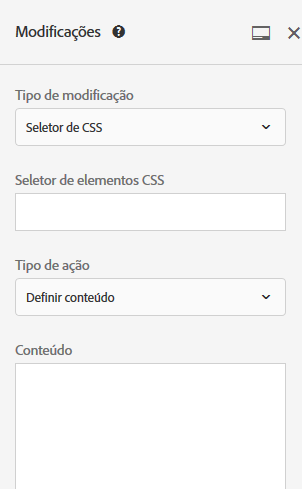 Modificações
Tipo de modificação
Seletor de CSS
Seletor de elementos CSS
Tipo de ação
Definir conteúdo
Conteúdo